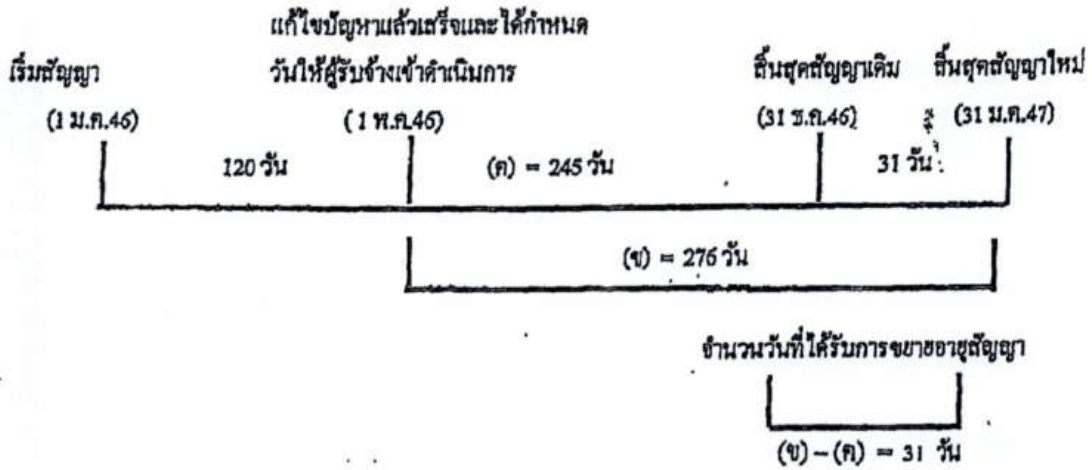 แก้ไขปัญหาแล้วเสร็จและได้กำหนด
เริ่มสัญญา วันให้ผู้รับจ้างเข้าดำเนินการ สิ้นสุดสัญญาเดิม สิ้นสุดสัญญาใหม่
(1 ม.ค.46) (1 พ.ค.46) (31 ธ.ค.46) (31 ม.ค.47)
120 วัน (ค) = 245 วัน 31 วัน
(ข) = 276 วัน
จำนวนวันที่ได้รับการขยายอายุสัญญา
(ข) – (ค) = 31 วัน